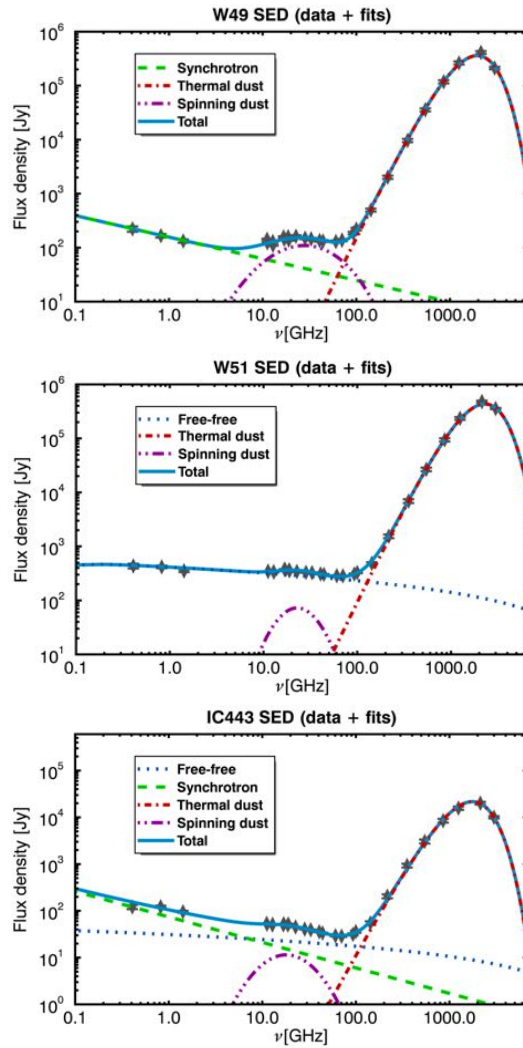 W49 SED (data + fits)
Flux density [Jy]
10^6
10^5
10^4
10^3
10^2
10^1
Synchrotron
Thermal dust
Spinning dust
Total
0.1 1.0 10.0 100.0 1000.0
ν[GHz]
W51 SED (data + fits)
Flux density [Jy]
10^6
10^5
10^4
10^3
10^2
10^1
Free-free
Thermal dust
Spinning dust
Total
0.1 1.0 10.0 100.0 1000.0
ν[GHz]
IC443 SED (data + fits)
Flux density [Jy]
10^5
10^4
10^3
10^2
10^1
10^0
Free-free
Synchrotron
Thermal dust
Spinning dust
Total
0.1 1.0 10.0 100.0 1000.0
ν[GHz]